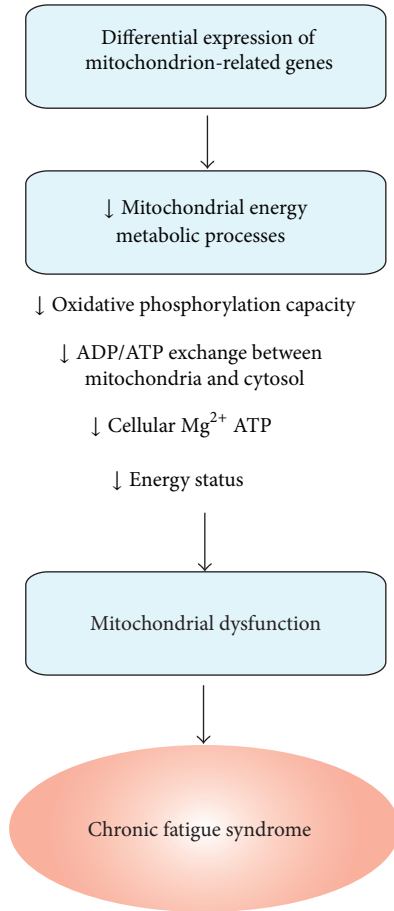 Differential expression of
mitochondrion-related genes
↓ Mitochondrial energy
metabolic processes
↓ Oxidative phosphorylation capacity
↓ ADP/ATP exchange between
mitochondria and cytosol
↓ Cellular Mg²⁺ ATP
↓ Energy status
Mitochondrial dysfunction
Chronic fatigue syndrome